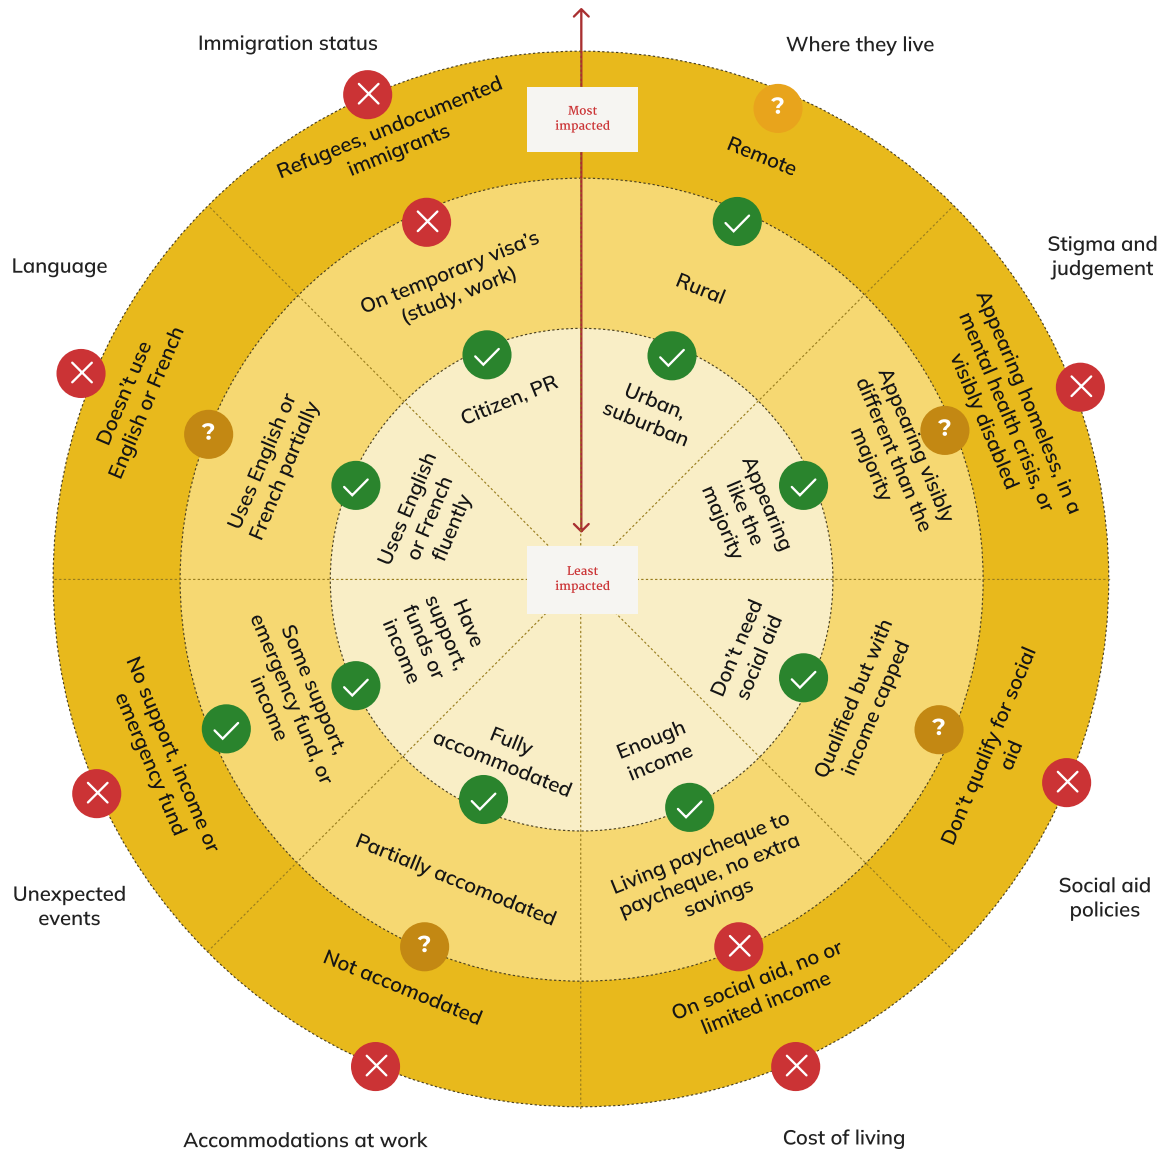 Immigration status
Where they live
Most
impacted
?
Refugees, undocumented
immigrants
Remote
On temporary visa's
(study, work)
Rural
Citizen, PR
Urban,
suburban
Language
Stigma and
judgement
Doesn't use
English or French
?
Uses English or
French partially
Uses English
or French
fluently
Appearing
like the
majority
Appearing visibly
different than the
majority
?
Appearing homeless, in a
mental health crisis, or
visibly disabled
Least
impacted
No support, income or
emergency fund
Some support,
emergency fund, or
income
Have
support,
funds or
income
Don't need
social aid
Qualified but with
income capped
?
Don't qualify for social
aid
Fully
accommodated
Enough
income
Partially accomodated
Living paycheque to
paycheque, no extra
savings
?
Not accomodated
On social aid, no or
limited income
Unexpected
events
Social aid
policies
Accommodations at work
Cost of living